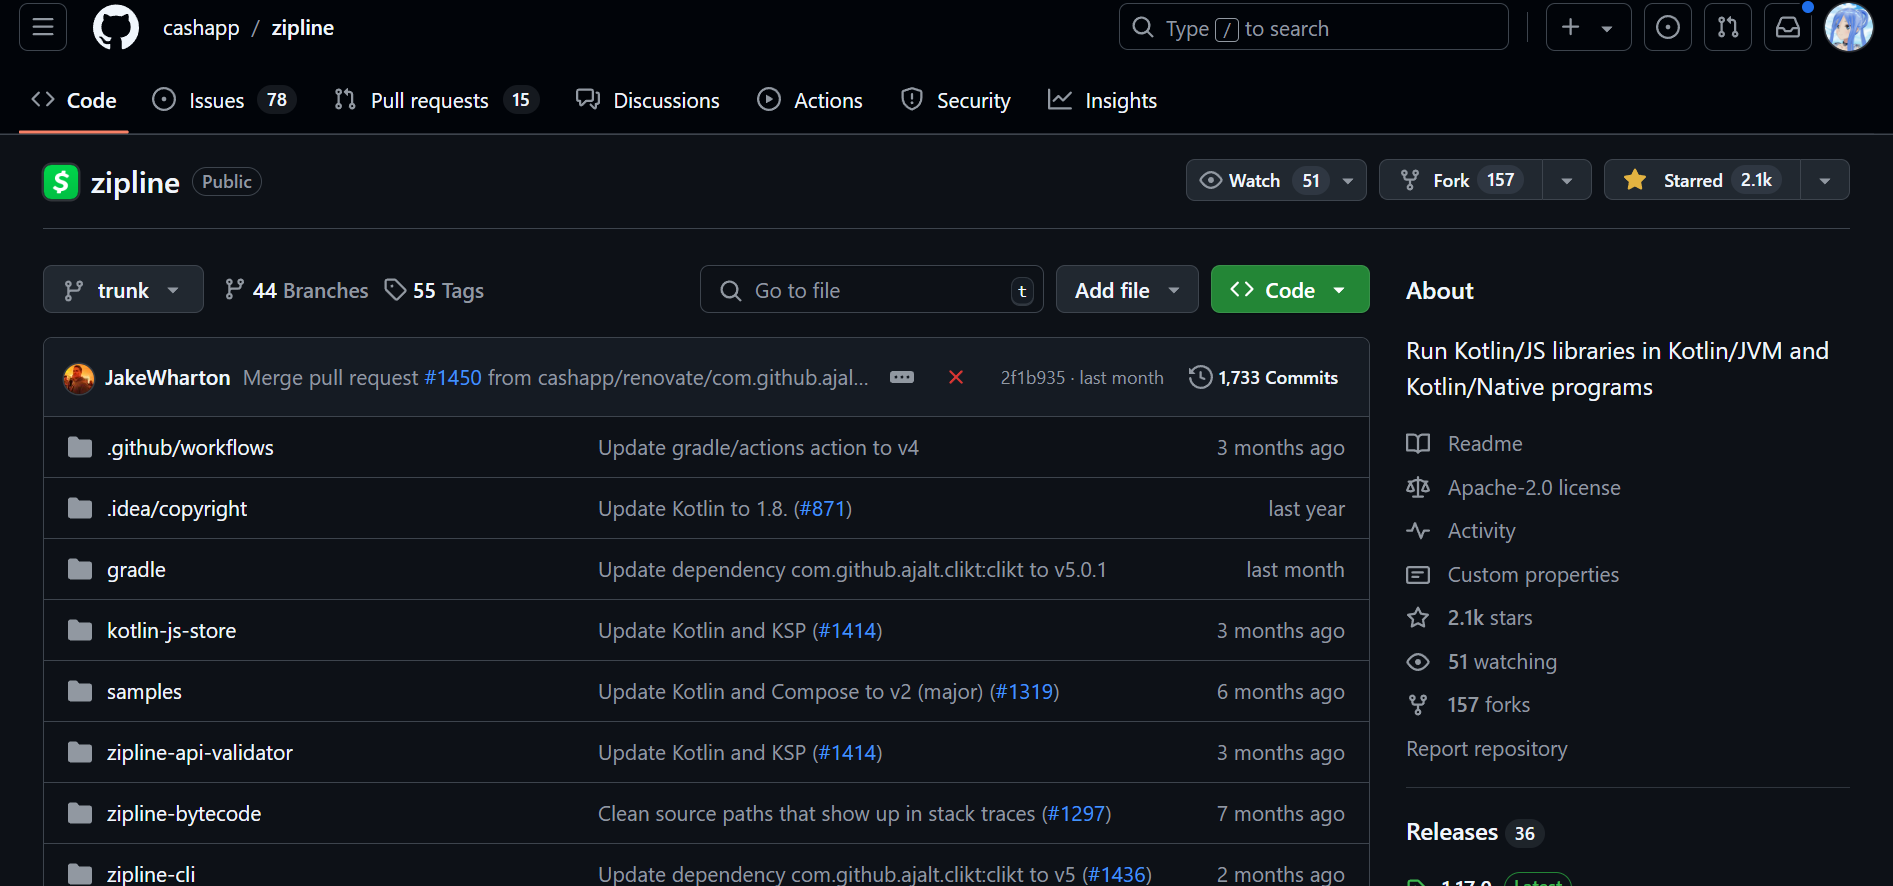 cashapp / zipline
Type / to search
Code
Issues 78
Pull requests 15
Discussions
Actions
Security
Insights
$ zipline Public
Watch 51
Fork 157
Starred 2.1k
trunk
44 Branches
55 Tags
Go to file t
Add file
Code
JakeWharton Merge pull request #1450 from cashapp/renovate/com.github.ajal... 2f1b935 · last month 1,733 Commits
.github/workflows Update gradle/actions action to v4 3 months ago
.idea/copyright Update Kotlin to 1.8. (#871) last year
gradle Update dependency com.github.ajalt.clikt:clikt to v5.0.1 last month
kotlin-js-store Update Kotlin and KSP (#1414) 3 months ago
samples Update Kotlin and Compose to v2 (major) (#1319) 6 months ago
zipline-api-validator Update Kotlin and KSP (#1414) 3 months ago
zipline-bytecode Clean source paths that show up in stack traces (#1297) 7 months ago
zipline-cli Update dependency com.github.ajalt.clikt:clikt to v5 (#1436) 2 months ago
About
Run Kotlin/JS libraries in Kotlin/JVM and
Kotlin/Native programs
Readme
Apache-2.0 license
Activity
Custom properties
2.1k stars
51 watching
157 forks
Report repository
Releases 36
1.17.0 Latest